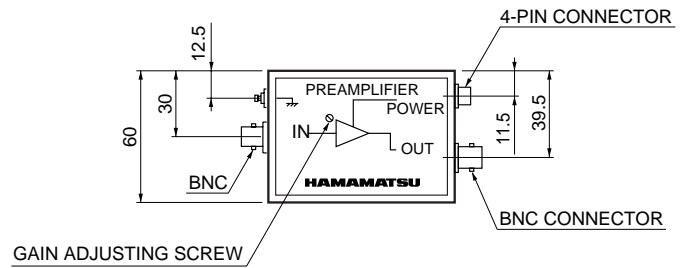 4-PIN CONNECTOR
12.5
30
60
PREAMPLIFIER
POWER
IN
OUT
HAMAMATSU
11.5
39.5
BNC
BNC CONNECTOR
GAIN ADJUSTING SCREW